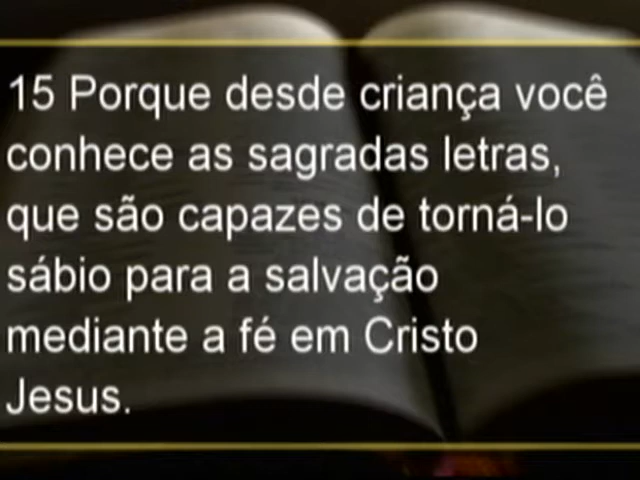 15 Porque desde criança você
conhece as sagradas letras,
que são capazes de torná-lo
sábio para a salvação
mediante a fé em Cristo
Jesus.